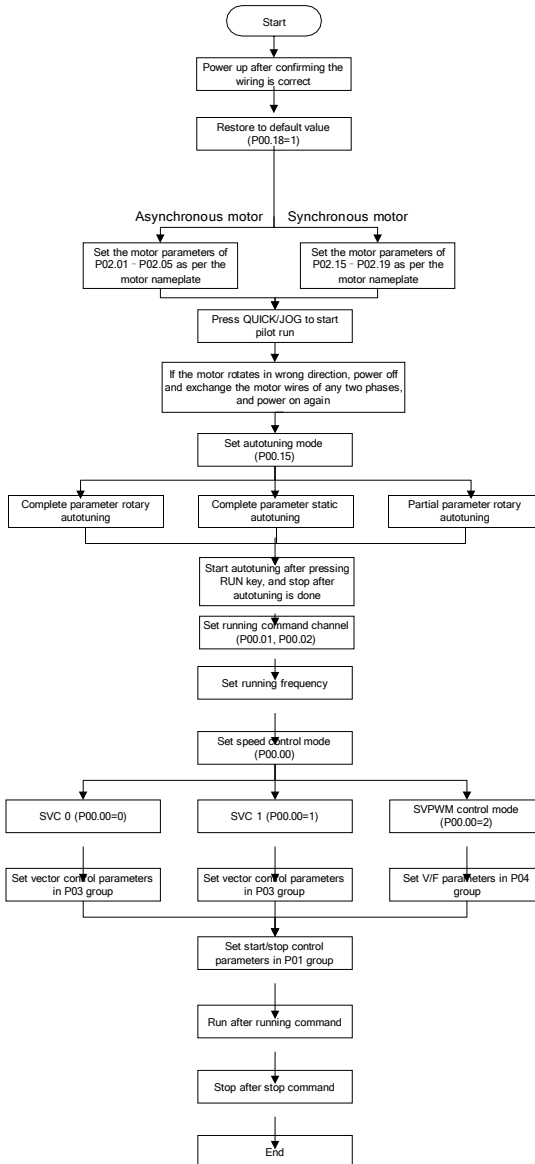 Start
Power up after confirming the
wiring is correct
Restore to default value
(P00.18=1)
Asynchronous motor
Synchronous motor
Set the motor parameters of
P02.01–P02.05 as per the
motor nameplate
Set the motor parameters of
P02.15–P02.19 as per the
motor nameplate
Press QUICK/JOG to start
pilot run
If the motor rotates in wrong direction, power off
and exchange the motor wires of any two phases,
and power on again
Set autotuning mode
(P00.15)
Complete parameter rotary
autotuning
Complete parameter static
autotuning
Partial parameter rotary
autotuning
Start autotuning after pressing
RUN key, and stop after
autotuning is done
Set running command channel
(P00.01, P00.02)
Set running frequency
Set speed control mode
(P00.00)
SVC 0 (P00.00=0)
SVC 1 (P00.00=1)
SVPWM control mode
(P00.00=2)
Set vector control parameters
in P03 group
Set vector control parameters
in P03 group
Set V/F parameters in P04
group
Set start/stop control
parameters in P01 group
Run after running command
Stop after stop command
End